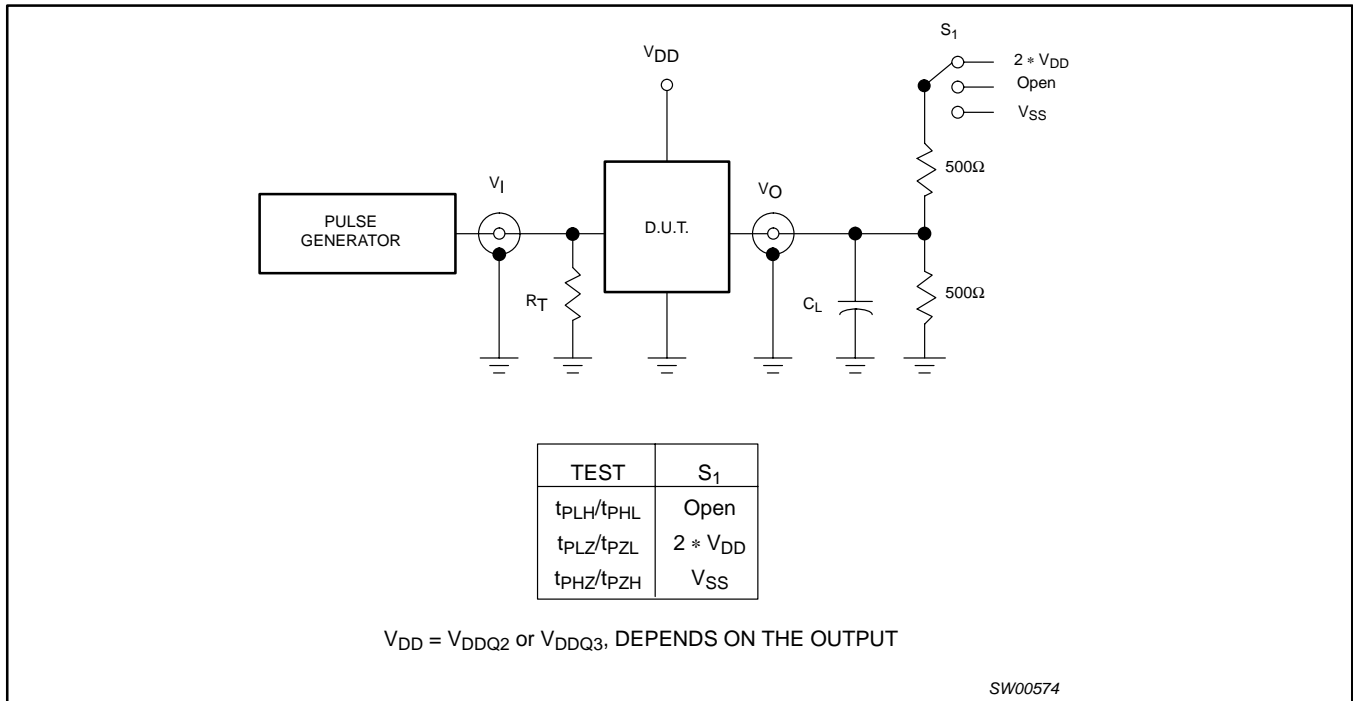 S1
VDD
2 * VDD
Open
VSS
500Ω
VI
VO
PULSE
GENERATOR
D.U.T.
RT
CL
500Ω
TEST S1
tPLH/tPHL Open
tPLZ/tPZL 2 * VDD
tPHZ/tPZH VSS
VDD = VDDQ2 or VDDQ3, DEPENDS ON THE OUTPUT
SW00574